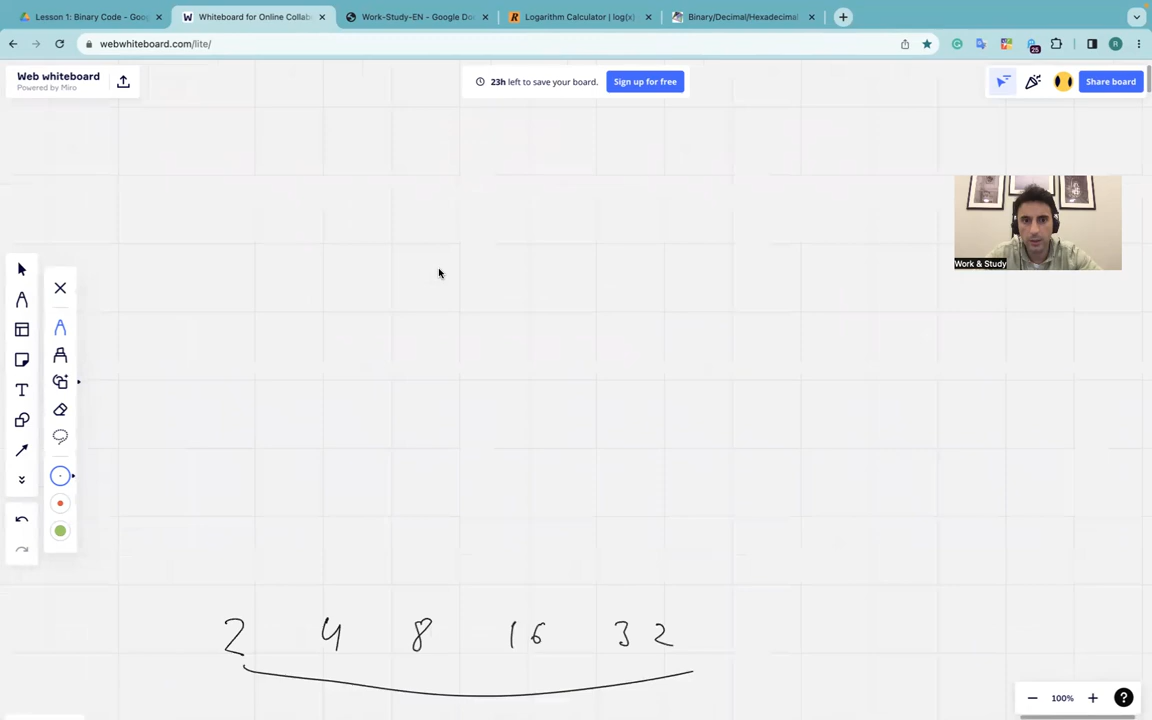 Lesson 1: Binary Code - Goog
Whiteboard for Online Collab
Work-Study-EN - Google Do
Logarithm Calculator | log(x)
Binary/Decimal/Hexadecimal
webwhiteboard.com/lite/
25
R
Web whiteboard
Powered by Miro
23h left to save your board.
Sign up for free
Share board
Work & Study
T
2 4 8 16 32
100%
?